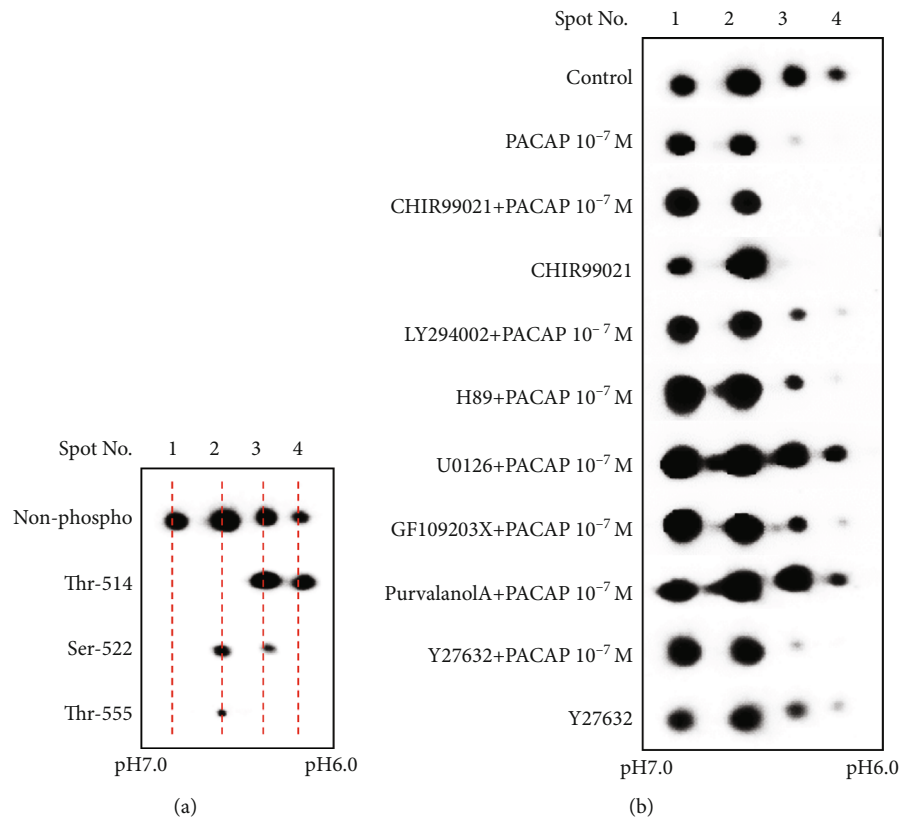 Spot No. 1 2 3 4
Control
PACAP 10⁻⁷ M
CHIR99021+PACAP 10⁻⁷ M
CHIR99021
LY294002+PACAP 10⁻⁷ M
H89+PACAP 10⁻⁷ M
U0126+PACAP 10⁻⁷ M
GF109203X+PACAP 10⁻⁷ M
PurvalanolA+PACAP 10⁻⁷ M
Y27632+PACAP 10⁻⁷ M
Y27632
pH7.0 pH6.0
(b)
Spot No. 1 2 3 4
Non-phospho
Thr-514
Ser-522
Thr-555
pH7.0 pH6.0
(a)